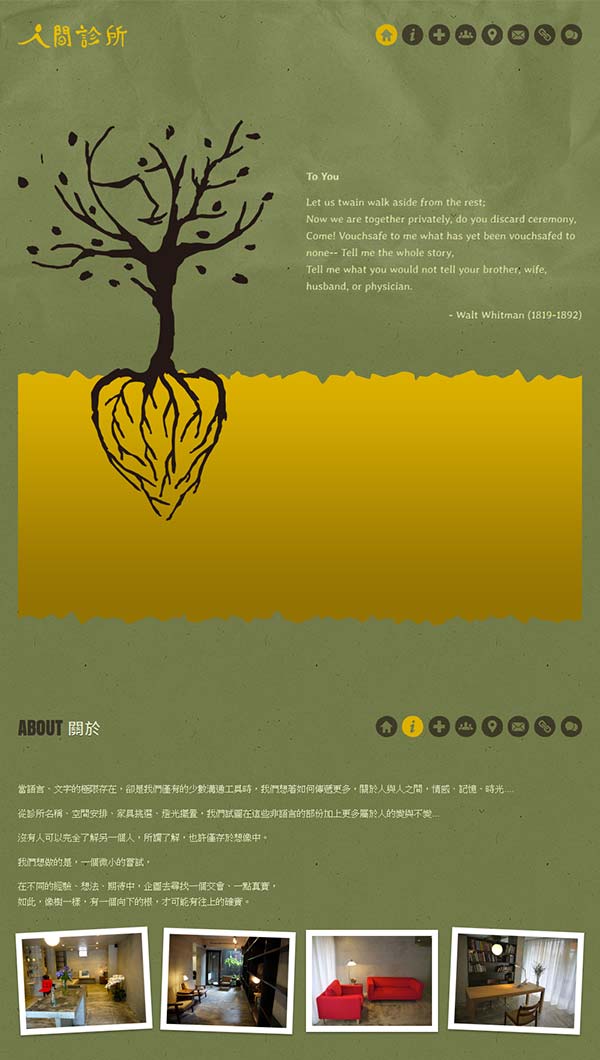 人間診所
To You
Let us twain walk aside from the rest;
Now we are together privately, do you discard ceremony,
Come! Vouchsafe to me what has yet been vouchsafed to
none-- Tell me the whole story,
Tell me what you would not tell your brother, wife,
husband, or physician.
- Walt Whitman (1819-1892)
ABOUT 關於
當語言、文字的極限存在，卻是我們僅有的少數溝通工具時，我們想著如何傳遞更多，關於人與人之間，情感、記憶、時光....
從診所名稱、空間安排、家具挑選、燈光擺置，我們試圖在這些非語言的部份加上更多屬於人的變與不變...
沒有人可以完全了解另一個人，所謂了解，也許僅存於想像中。
我們想做的是，一個微小的嘗試，
在不同的經驗、想法、期待中，企圖去尋找一個交會、一點真實，
如此，像樹一樣，有一個向下的根，才可能有往上的確實。